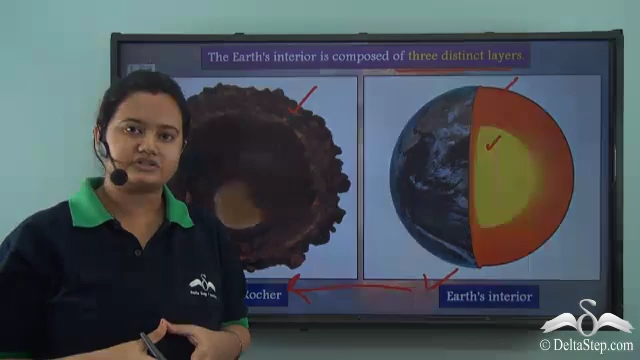 The Earth's interior is composed of three distinct layers.
Rocher
Earth's interior
© DeltaStep.com